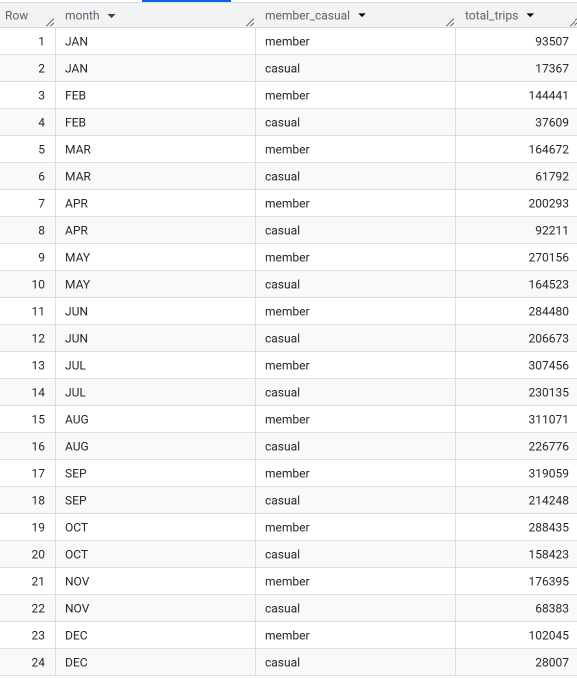 Row month member_casual total_trips
1 JAN member 93507
2 JAN casual 17367
3 FEB member 144441
4 FEB casual 37609
5 MAR member 164672
6 MAR casual 61792
7 APR member 200293
8 APR casual 92211
9 MAY member 270156
10 MAY casual 164523
11 JUN member 284480
12 JUN casual 206673
13 JUL member 307456
14 JUL casual 230135
15 AUG member 311071
16 AUG casual 226776
17 SEP member 319059
18 SEP casual 214248
19 OCT member 288435
20 OCT casual 158423
21 NOV member 176395
22 NOV casual 68383
23 DEC member 102045
24 DEC casual 28007